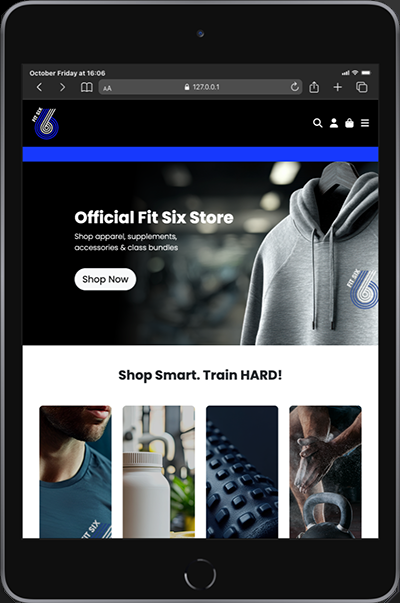 October Friday at 16:06
AA
127.0.0.1
FIT SIX
Official Fit Six Store
Shop apparel, supplements,
accessories & class bundles
Shop Now
FIT SIX
Shop Smart. Train HARD!
FIT SIX